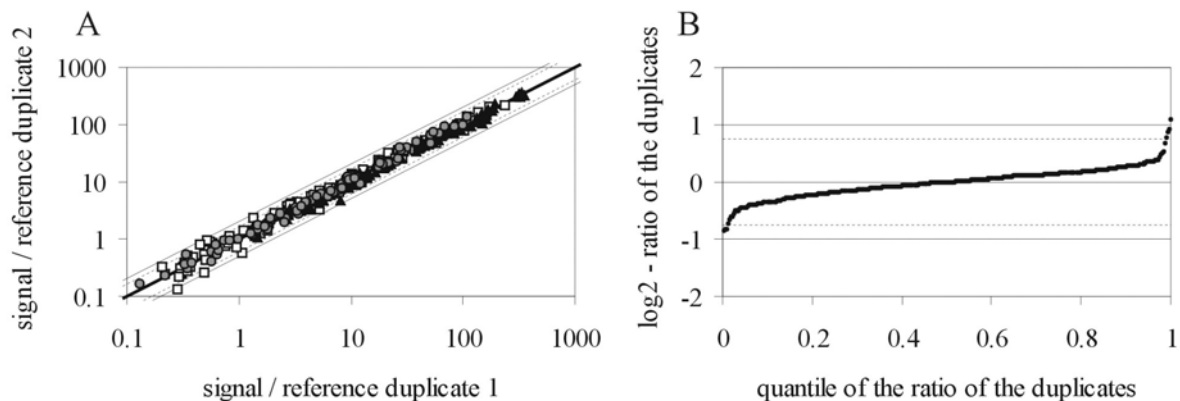 A
signal / reference duplicate 2
1000
100
10
1
0.1
0.1 1 10 100 1000
signal / reference duplicate 1
B
log2 - ratio of the duplicates
2
1
0
-1
-2
0 0.2 0.4 0.6 0.8 1
quantile of the ratio of the duplicates